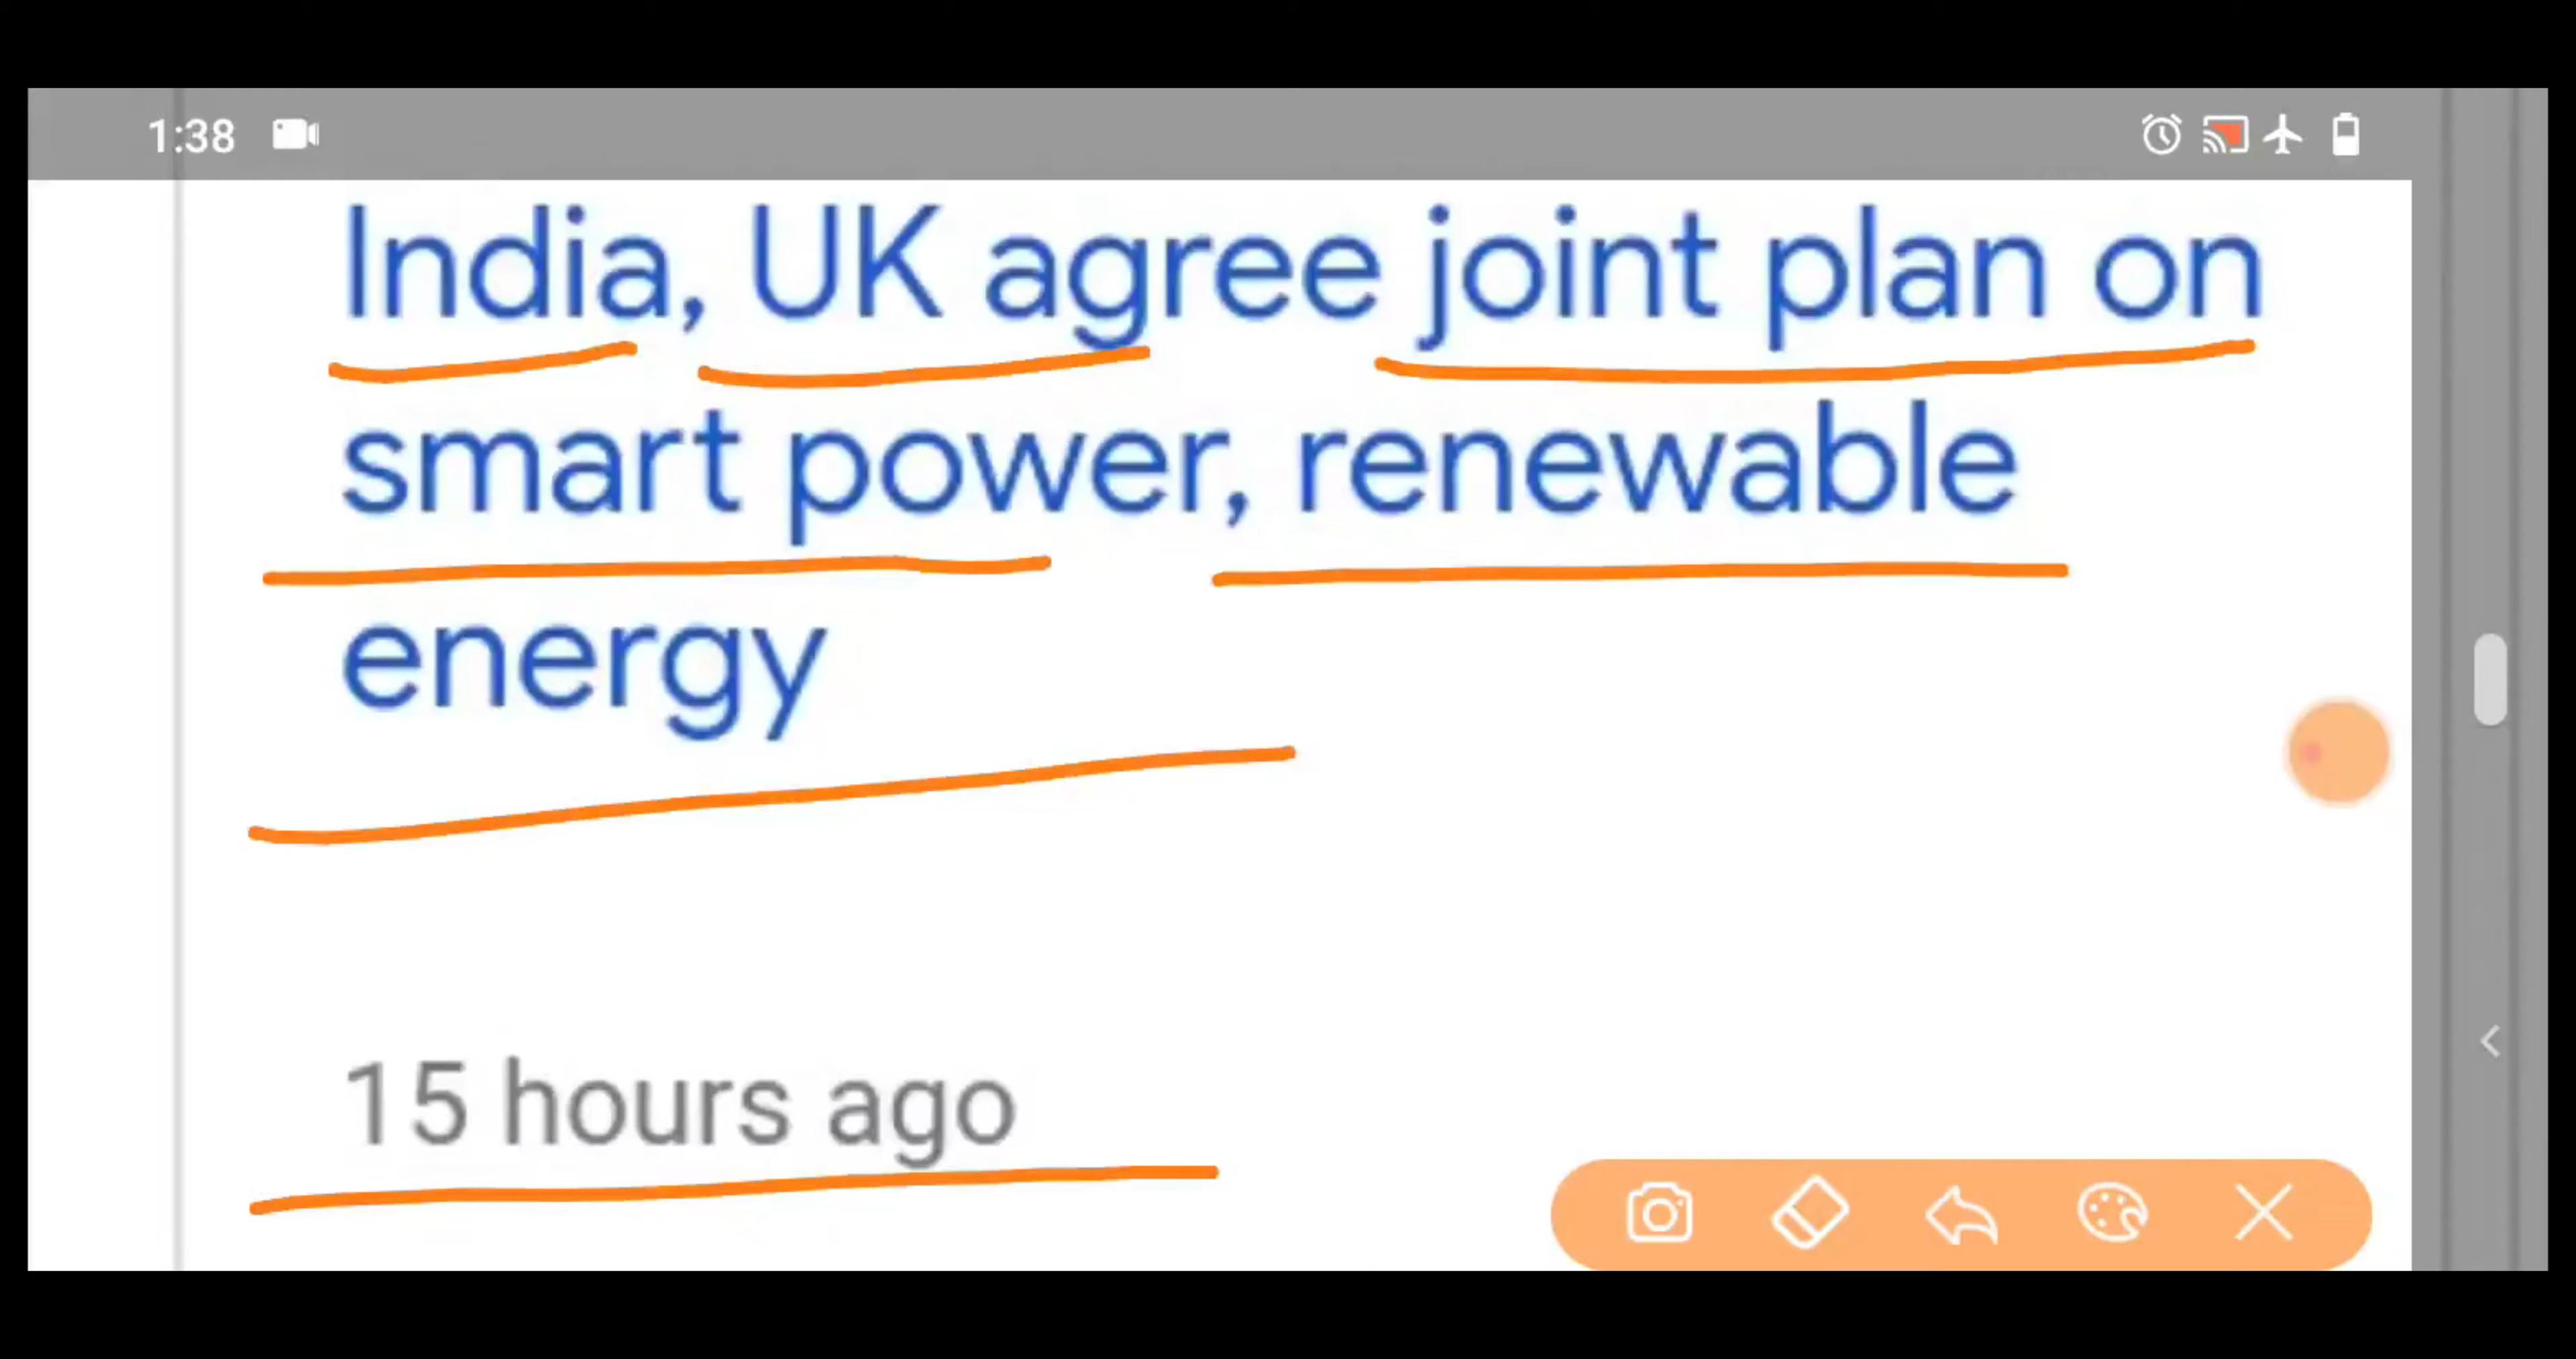 1:38
India, UK agree joint plan on
smart power, renewable
energy
15 hours ago